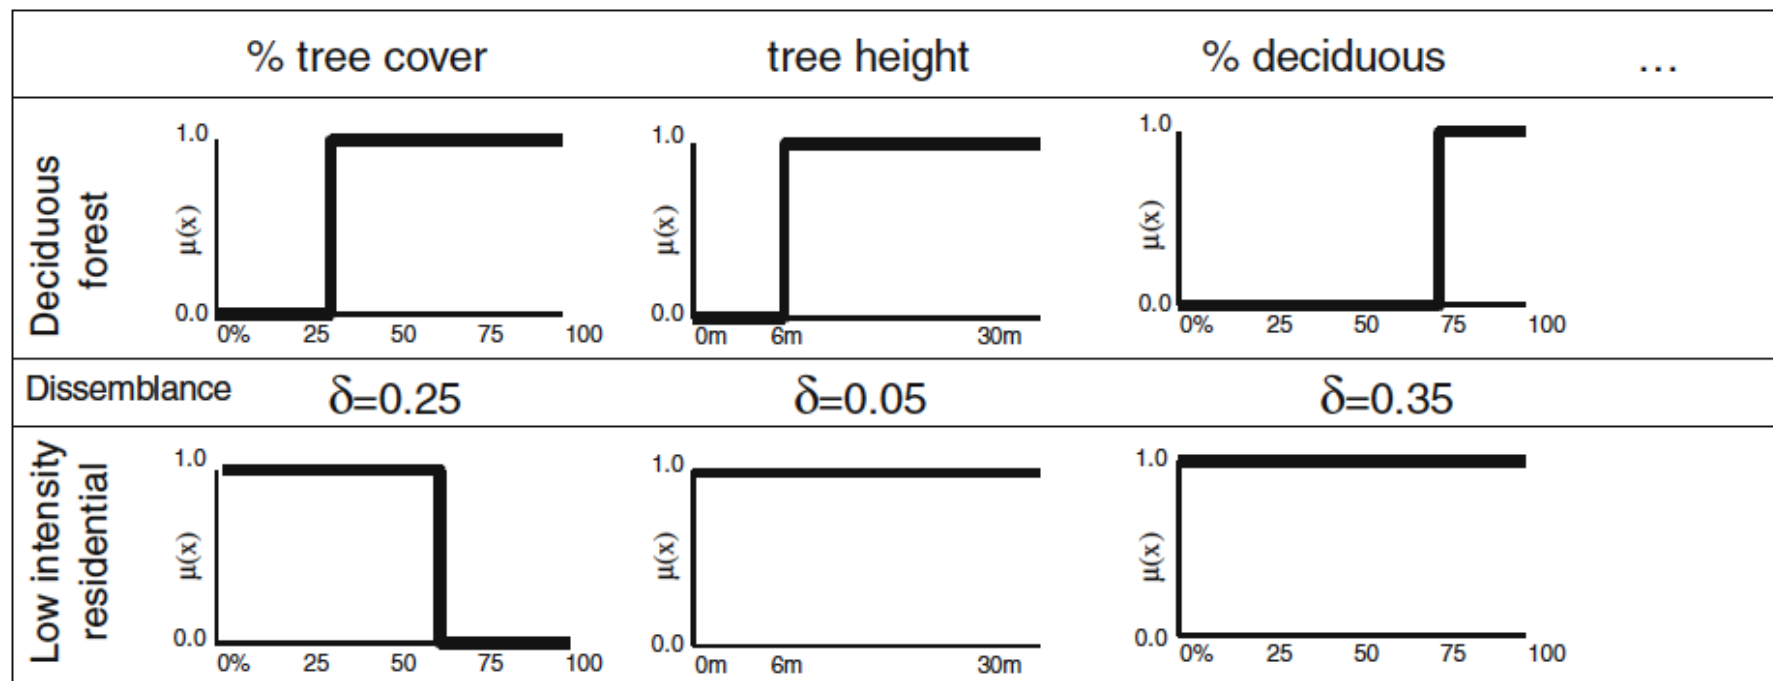 % tree cover tree height % deciduous ...
Deciduous
forest
1.0 1.0 1.0
μ(x) μ(x) μ(x)
0.0 0.0 0.0
0% 25 50 75 100 0m 6m 30m 0% 25 50 75 100
Dissemblance δ=0.25 δ=0.05 δ=0.35
Low intensity
residential
1.0 1.0 1.0
μ(x) μ(x) μ(x)
0.0 0.0 0.0
0% 25 50 75 100 0m 6m 30m 0% 25 50 75 100